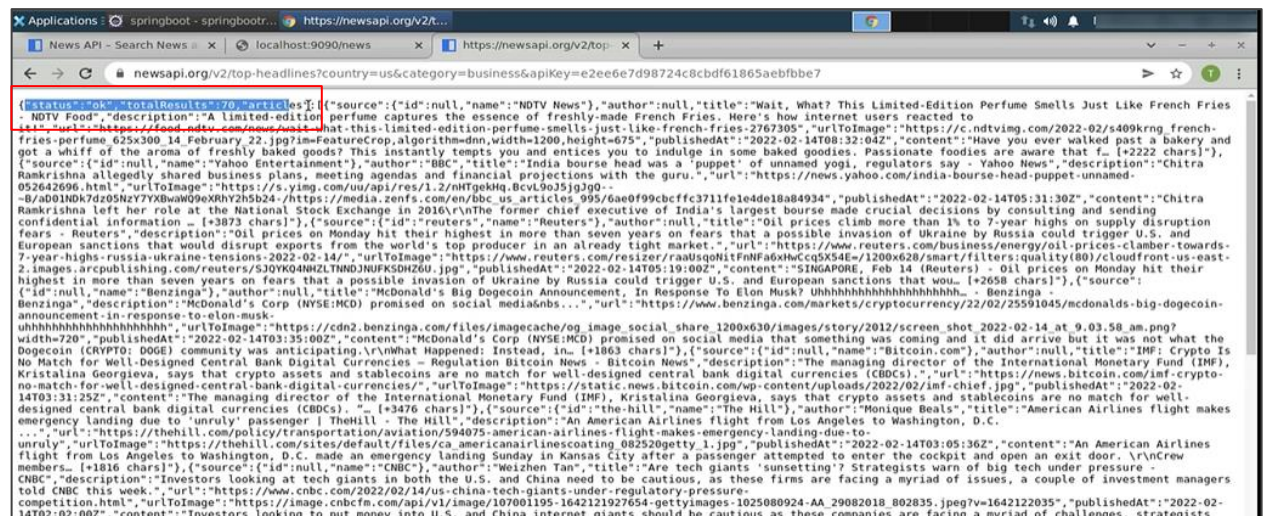 Applications : springboot - springbootr... https://newsapi.org/v2/t...
News API – Search News a × localhost:9090/news × https://newsapi.org/v2/top- × +
newsapi.org/v2/top-headlines?country=us&category=business&apiKey=e2ee6e7d98724c8cbdf61865aebfbbe7
{"status":"ok","totalResults":70,"articles":[{"source":{"id":null,"name":"NDTV News"},"author":null,"title":"Wait, What? This Limited-Edition Perfume Smells Just Like French Fries
- NDTV Food","description":"A limited-edition perfume captures the essence of freshly-made French Fries. Here's how internet users reacted to
it!","url":"https://food.ndtv.com/news/wait-what-this-limited-edition-perfume-smells-just-like-french-fries-2767305","urlToImage":"https://c.ndtvimg.com/2022-02/s409krng_french-
fries-perfume_625x300_14_February_22.jpg?im=FeatureCrop,algorithm=dnn,width=1200,height=675","publishedAt":"2022-02-14T08:32:04Z","content":"Have you ever walked past a bakery and
got a whiff of the aroma of freshly baked goods? This instantly tempts you and entices you to indulge in some baked goodies. Passionate foodies are aware that f… [+2222 chars]"},
{"source":{"id":null,"name":"Yahoo Entertainment"},"author":"BBC","title":"India bourse head was a 'puppet' of unnamed yogi, regulators say - Yahoo News","description":"Chitra
Ramkrishna allegedly shared business plans, meeting agendas and financial projections with the guru.","url":"https://news.yahoo.com/india-bourse-head-puppet-unnamed-
052642696.html","urlToImage":"https://s.yimg.com/uu/api/res/1.2/nHTgekHq.BcvL9oJ5jgJgQ--
~B/aD01NDk7dz05NzY7YXBwaWQ9eXRhY2h5b24-/https://media.zenfs.com/en/bbc_us_articles_995/6ae0f99cbcffc3711fe1e4de18a84934","publishedAt":"2022-02-14T05:31:30Z","content":"Chitra
Ramkrishna left her role at the National Stock Exchange in 2016\r\nThe former chief executive of India's largest bourse made crucial decisions by consulting and sending
confidential information … [+3873 chars]"},{"source":{"id":"reuters","name":"Reuters"},"author":null,"title":"Oil prices climb more than 1% to 7-year highs on supply disruption
fears - Reuters","description":"Oil prices on Monday hit their highest in more than seven years on fears that a possible invasion of Ukraine by Russia could trigger U.S. and
European sanctions that would disrupt exports from the world's top producer in an already tight market.","url":"https://www.reuters.com/business/energy/oil-prices-clamber-towards-
7-year-highs-russia-ukraine-tensions-2022-02-14/","urlToImage":"https://www.reuters.com/resizer/raaUsqoNitFnNFa6xHwCcq5X54E=/1200x628/smart/filters:quality(80)/cloudfront-us-east-
2.images.arcpublishing.com/reuters/SJQYKQ4NHZLTNNDJNUFKSDHZ6U.jpg","publishedAt":"2022-02-14T05:19:00Z","content":"SINGAPORE, Feb 14 (Reuters) - Oil prices on Monday hit their
highest in more than seven years on fears that a possible invasion of Ukraine by Russia could trigger U.S. and European sanctions that wou… [+2658 chars]"},{"source":
{"id":null,"name":"Benzinga"},"author":null,"title":"McDonald's Big Dogecoin Announcement, In Response To Elon Musk? Uhhhhhhhhhhhhhhhhhhhhh… - Benzinga -
Benzinga","description":"McDonald's Corp (NYSE:MCD) promised on social media&nbs...","url":"https://www.benzinga.com/markets/cryptocurrency/22/02/25591045/mcdonalds-big-dogecoin-
announcement-in-response-to-elon-musk-
uhhhhhhhhhhhhhhhhhhhhh","urlToImage":"https://cdn2.benzinga.com/files/imagecache/og_image_social_share_1200x630/images/story/2012/screen_shot_2022-02-14_at_9.03.58_am.png?
width=720","publishedAt":"2022-02-14T03:35:00Z","content":"McDonald's Corp (NYSE:MCD) promised on social media that something was coming and it did arrive but it was not what the
Dogecoin (CRYPTO: DOGE) community was anticipating.\r\nWhat Happened: Instead, in… [+1863 chars]"},{"source":{"id":null,"name":"Bitcoin.com"},"author":null,"title":"IMF: Crypto Is
No Match for Well-Designed Central Bank Digital Currencies – Regulation Bitcoin News - Bitcoin News","description":"The managing director of the International Monetary Fund (IMF),
Kristalina Georgieva, says that crypto assets and stablecoins are no match for well-designed central bank digital currencies (CBDCs).","url":"https://news.bitcoin.com/imf-crypto-
no-match-for-well-designed-central-bank-digital-currencies/","urlToImage":"https://static.news.bitcoin.com/wp-content/uploads/2022/02/imf-chief.jpg","publishedAt":"2022-02-
14T03:31:25Z","content":"The managing director of the International Monetary Fund (IMF), Kristalina Georgieva, says that crypto assets and stablecoins are no match for well-
designed central bank digital currencies (CBDCs). "… [+3476 chars]"},{"source":{"id":"the-hill","name":"The Hill"},"author":"Monique Beals","title":"American Airlines flight makes
emergency landing due to 'unruly' passenger | TheHill - The Hill","description":"An American Airlines flight from Los Angeles to Washington, D.C.
...","url":"https://thehill.com/policy/transportation/aviation/594075-american-airlines-flight-makes-emergency-landing-due-to-
unruly","urlToImage":"https://thehill.com/sites/default/files/ca_americanairlinescoating_082520getty_1.jpg","publishedAt":"2022-02-14T03:05:36Z","content":"An American Airlines
flight from Los Angeles to Washington, D.C. made an emergency landing Sunday in Kansas City after a passenger attempted to enter the cockpit and open an exit door. \r\nCrew
members… [+1816 chars]"},{"source":{"id":null,"name":"CNBC"},"author":"Weizhen Tan","title":"Are tech giants 'sunsetting'? Strategists warn of big tech under pressure -
CNBC","description":"Investors looking at tech giants in both the U.S. and China need to be cautious, as these firms are facing a myriad of issues, a couple of investment managers
told CNBC this week.","url":"https://www.cnbc.com/2022/02/14/us-china-tech-giants-under-regulatory-pressure-
competition.html","urlToImage":"https://image.cnbcfm.com/api/v1/image/107001195-1642121927654-gettyimages-1025080924-AA_29082018_802835.jpeg?v=1642122035","publishedAt":"2022-02-
14T02:02:00Z","content":"Investors looking to put money into U.S. and China internet giants should be cautious as these companies are facing a myriad of challenges, strategists